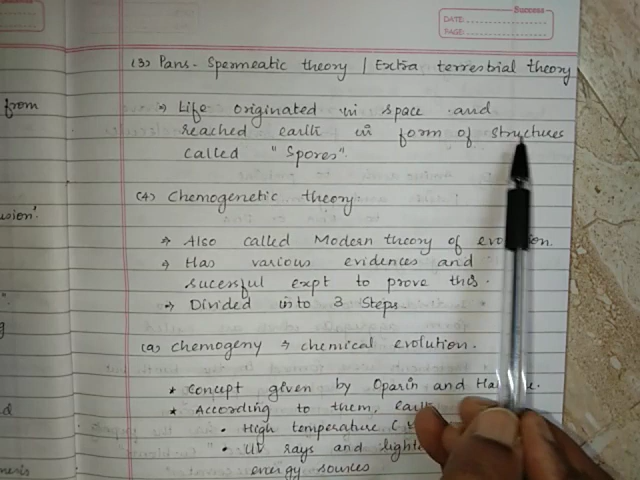 Success
DATE
PAGE
(3) Pans-Spermeatic theory | Extra terrestrial theory
→ Life originated in space and
reached earth in form of structures
called "Spores".
(4) Chemogenetic theory:
→ Also called Modern theory of
→ Has various evidences and
sucessful expt to prove this.
→ Divided into 3 Steps
(a) Chemogeny → chemical evolution.
* Concept given by Oparin and
* According to them,
• High temperature
• UV rays and
energy sources
from